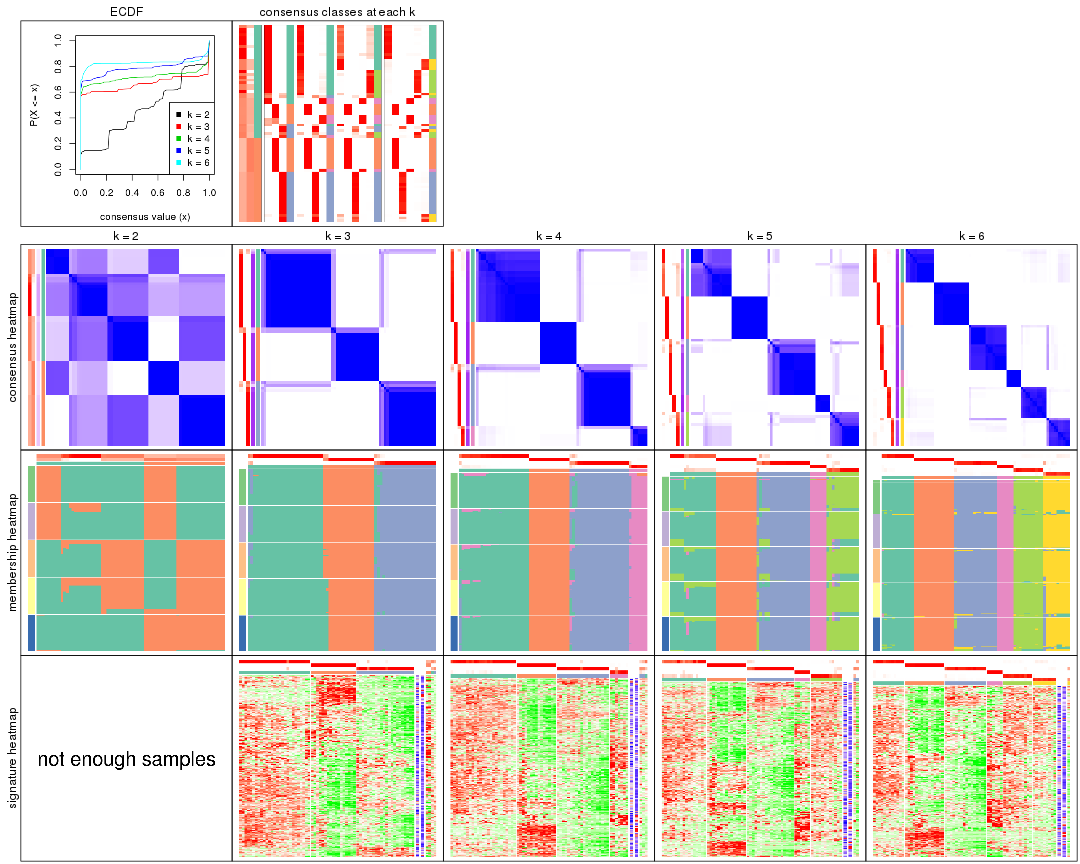 ECDF
consensus classes at each k
P(X <= x)
0.0 0.2 0.4 0.6 0.8 1.0
k = 2
k = 3
k = 4
k = 5
k = 6
0.0 0.2 0.4 0.6 0.8 1.0
consensus value (x)
k = 2
k = 3
k = 4
k = 5
k = 6
consensus heatmap
membership heatmap
signature heatmap
not enough samples